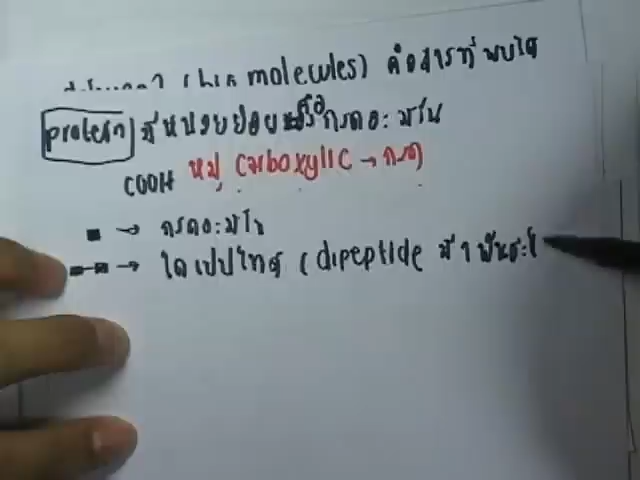 (bio molecules) คือสารที่พบได้
protein มีหน่วยย่อยคือกรดอะมิโน
COOH หมู่ carboxylic → กรด
→ กรดอะมิโน
→ ไดเปปไทด์ (dipeptide มี 1 พันธะ